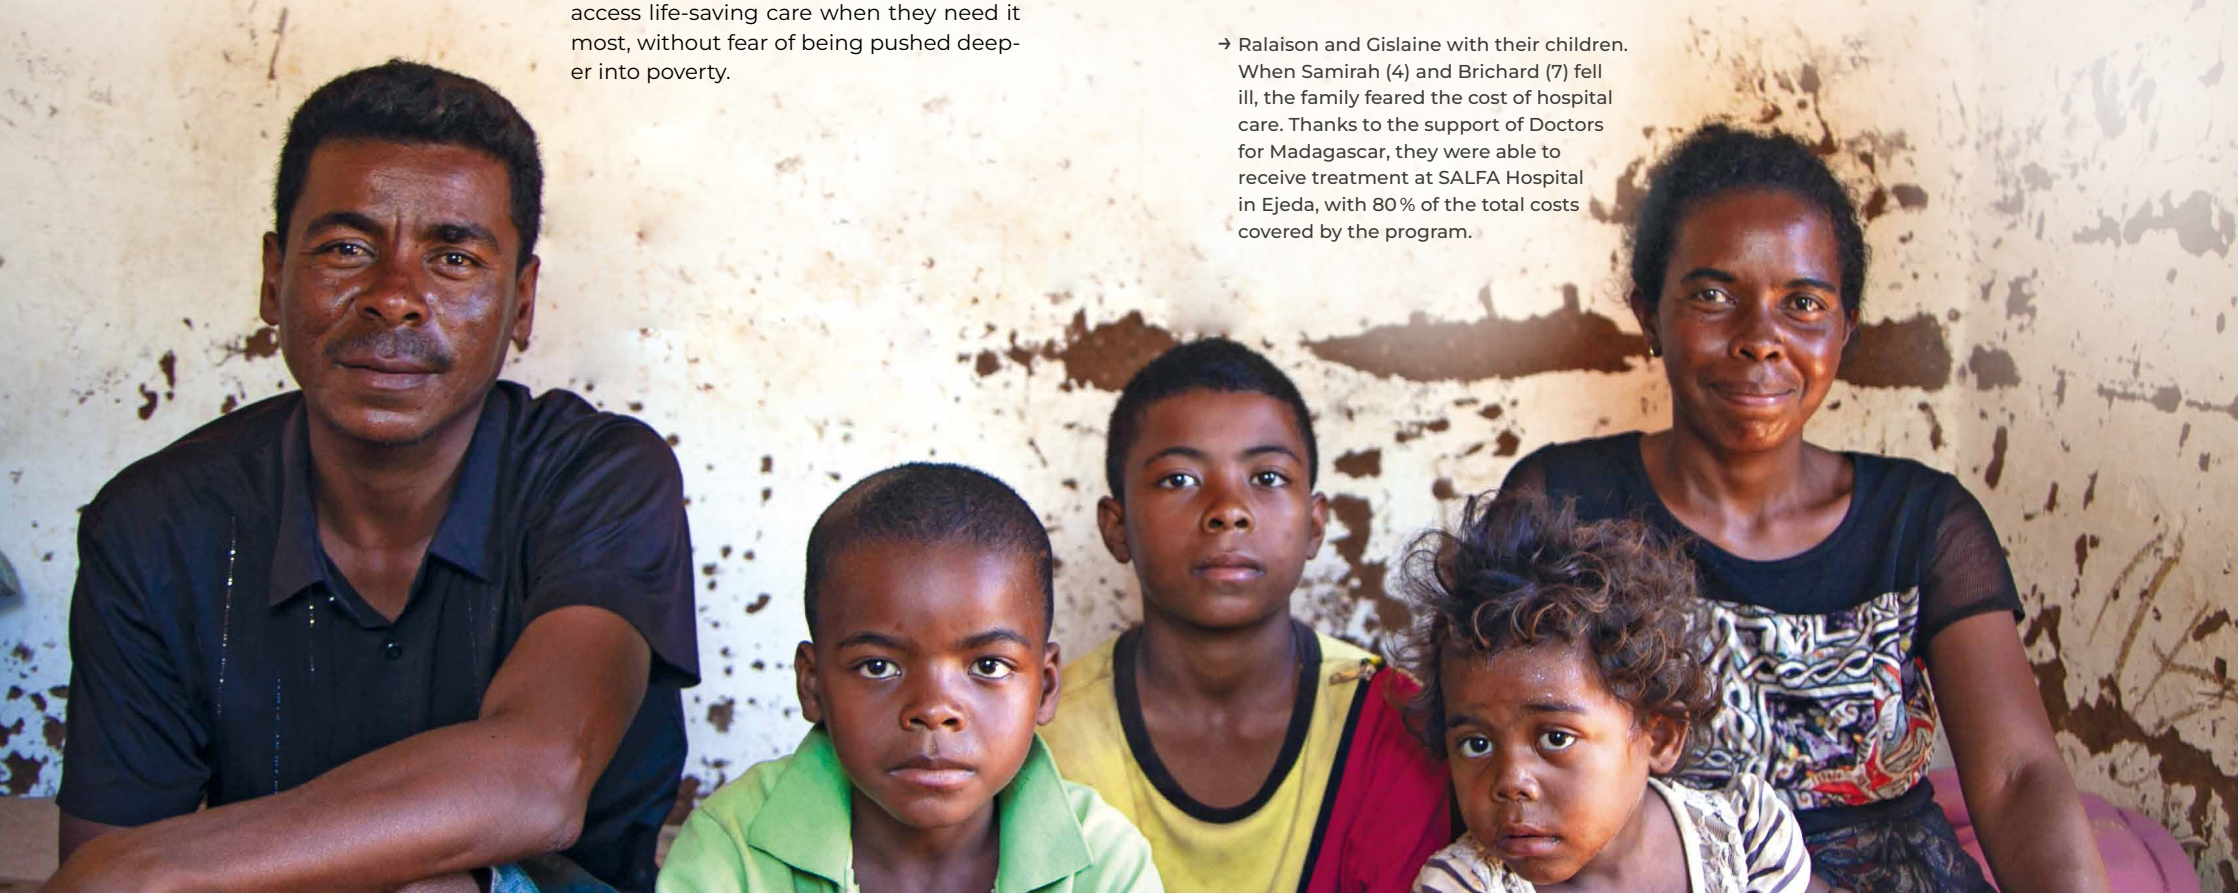 access life-saving care when they need it
most, without fear of being pushed deep-
er into poverty.
→ Ralaison and Gislaine with their children.
When Samirah (4) and Brichard (7) fell
ill, the family feared the cost of hospital
care. Thanks to the support of Doctors
for Madagascar, they were able to
receive treatment at SALFA Hospital
in Ejeda, with 80 % of the total costs
covered by the program.